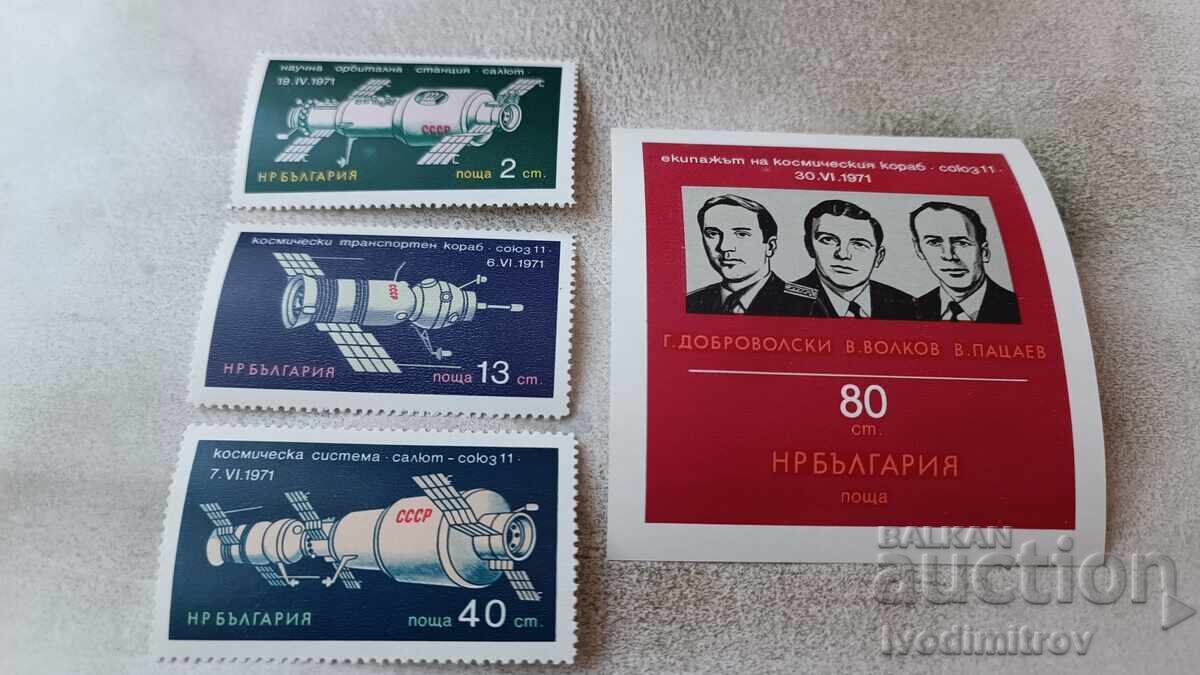 научна орбитална станция · салют ·
19.IV.1971
СССР
НР БЪЛГАРИЯ
поща 2 ст.
космически транспортен кораб · союз 11 ·
6.VI.1971
СССР
НР БЪЛГАРИЯ
поща 13 ст.
космическа система · салют - союз 11 ·
7.VI.1971
СССР
НР БЪЛГАРИЯ
поща 40 ст.
екипажът на космическия кораб · союз 11 ·
30.VI.1971
Г. ДОБРОВОЛСКИ В. ВОЛКОВ В. ПАЦАЕВ
80
ст.
НР БЪЛГАРИЯ
поща
BALKAN
auction
Ivodimitrov